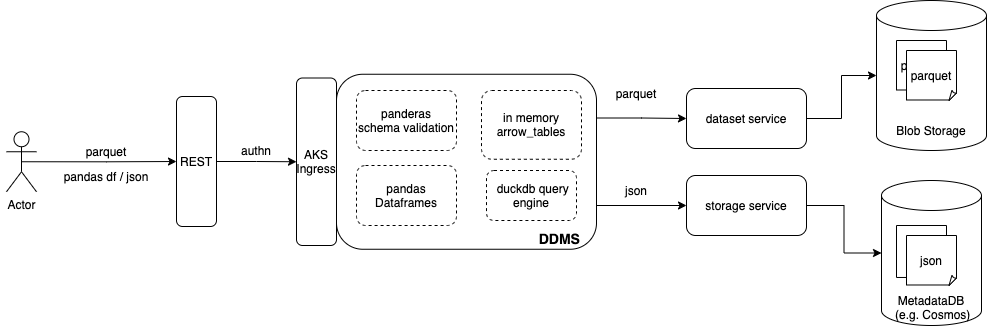 Actor
parquet
pandas df / json
REST
authn
AKS
Ingress
panderas
schema validation
in memory
arrow_tables
pandas
Dataframes
duckdb query
engine
DDMS
parquet
json
dataset service
storage service
p
parquet
Blob Storage
json
MetadataDB
(e.g. Cosmos)